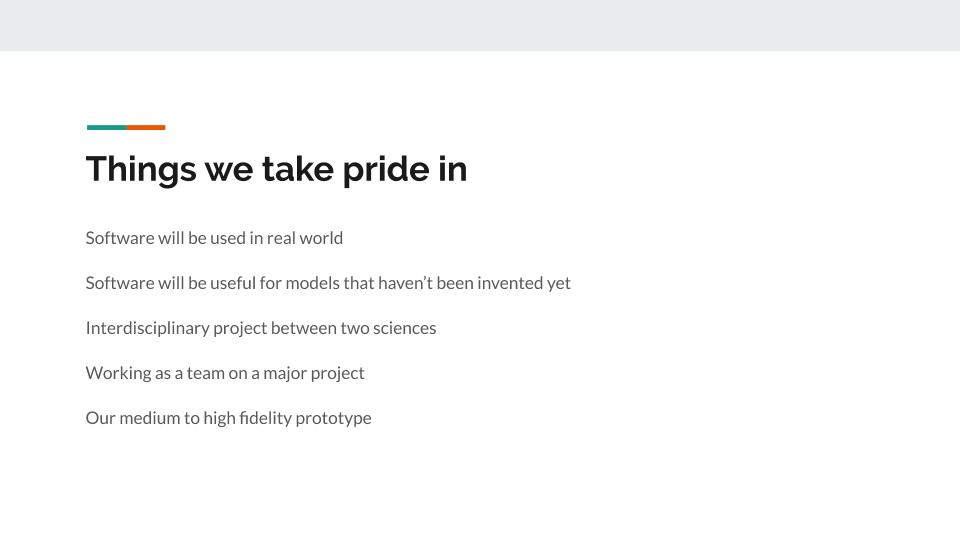 Things we take pride in
Software will be used in real world
Software will be useful for models that haven’t been invented yet
Interdisciplinary project between two sciences
Working as a team on a major project
Our medium to high fidelity prototype